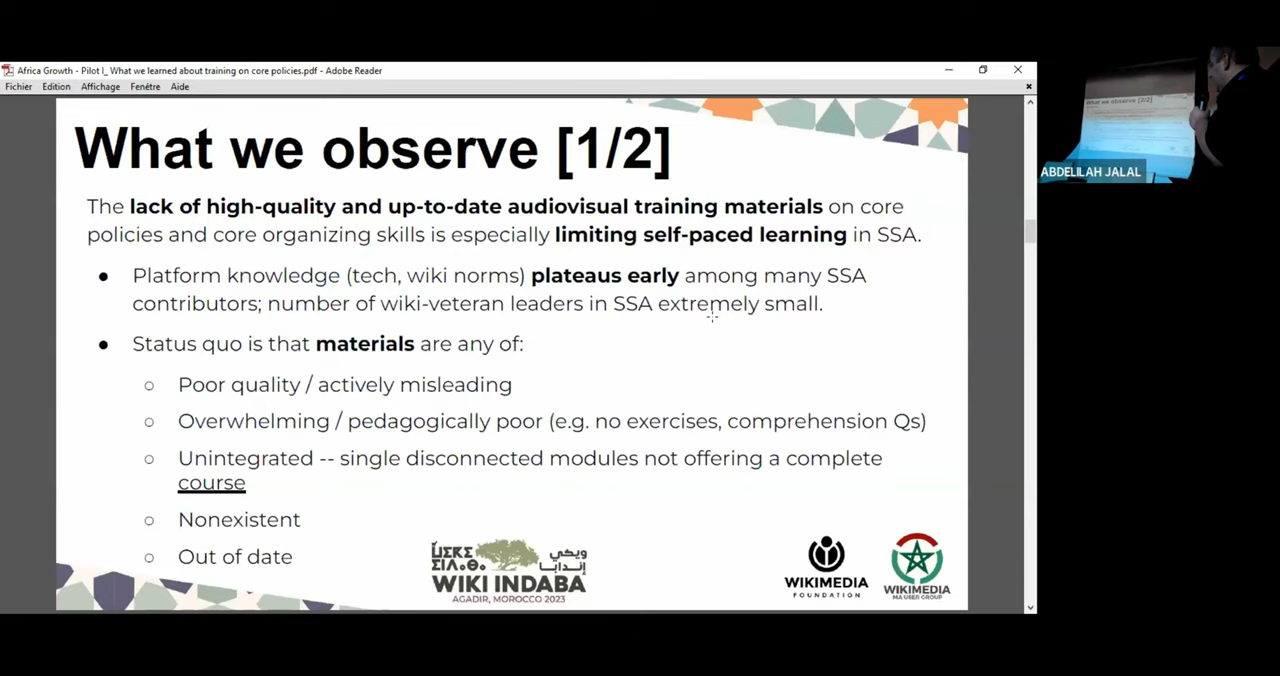 Africa Growth - Pilot I_ What we learned about training on core policies.pdf - Adobe Reader
Fichier Edition Affichage Fenêtre Aide
What we observe [1/2]
The lack of high-quality and up-to-date audiovisual training materials on core
policies and core organizing skills is especially limiting self-paced learning in SSA.
● Platform knowledge (tech, wiki norms) plateaus early among many SSA
contributors; number of wiki-veteran leaders in SSA extremely small.
● Status quo is that materials are any of:
○ Poor quality / actively misleading
○ Overwhelming / pedagogically poor (e.g. no exercises, comprehension Qs)
○ Unintegrated -- single disconnected modules not offering a complete
course
○ Nonexistent
○ Out of date
ويكي
إندابا
WIKI INDABA
AGADIR, MOROCCO 2023
WIKIMEDIA
FOUNDATION
WIKIMEDIA
MA USER GROUP
What we observe [2/2]
ABDELILAH JALAL